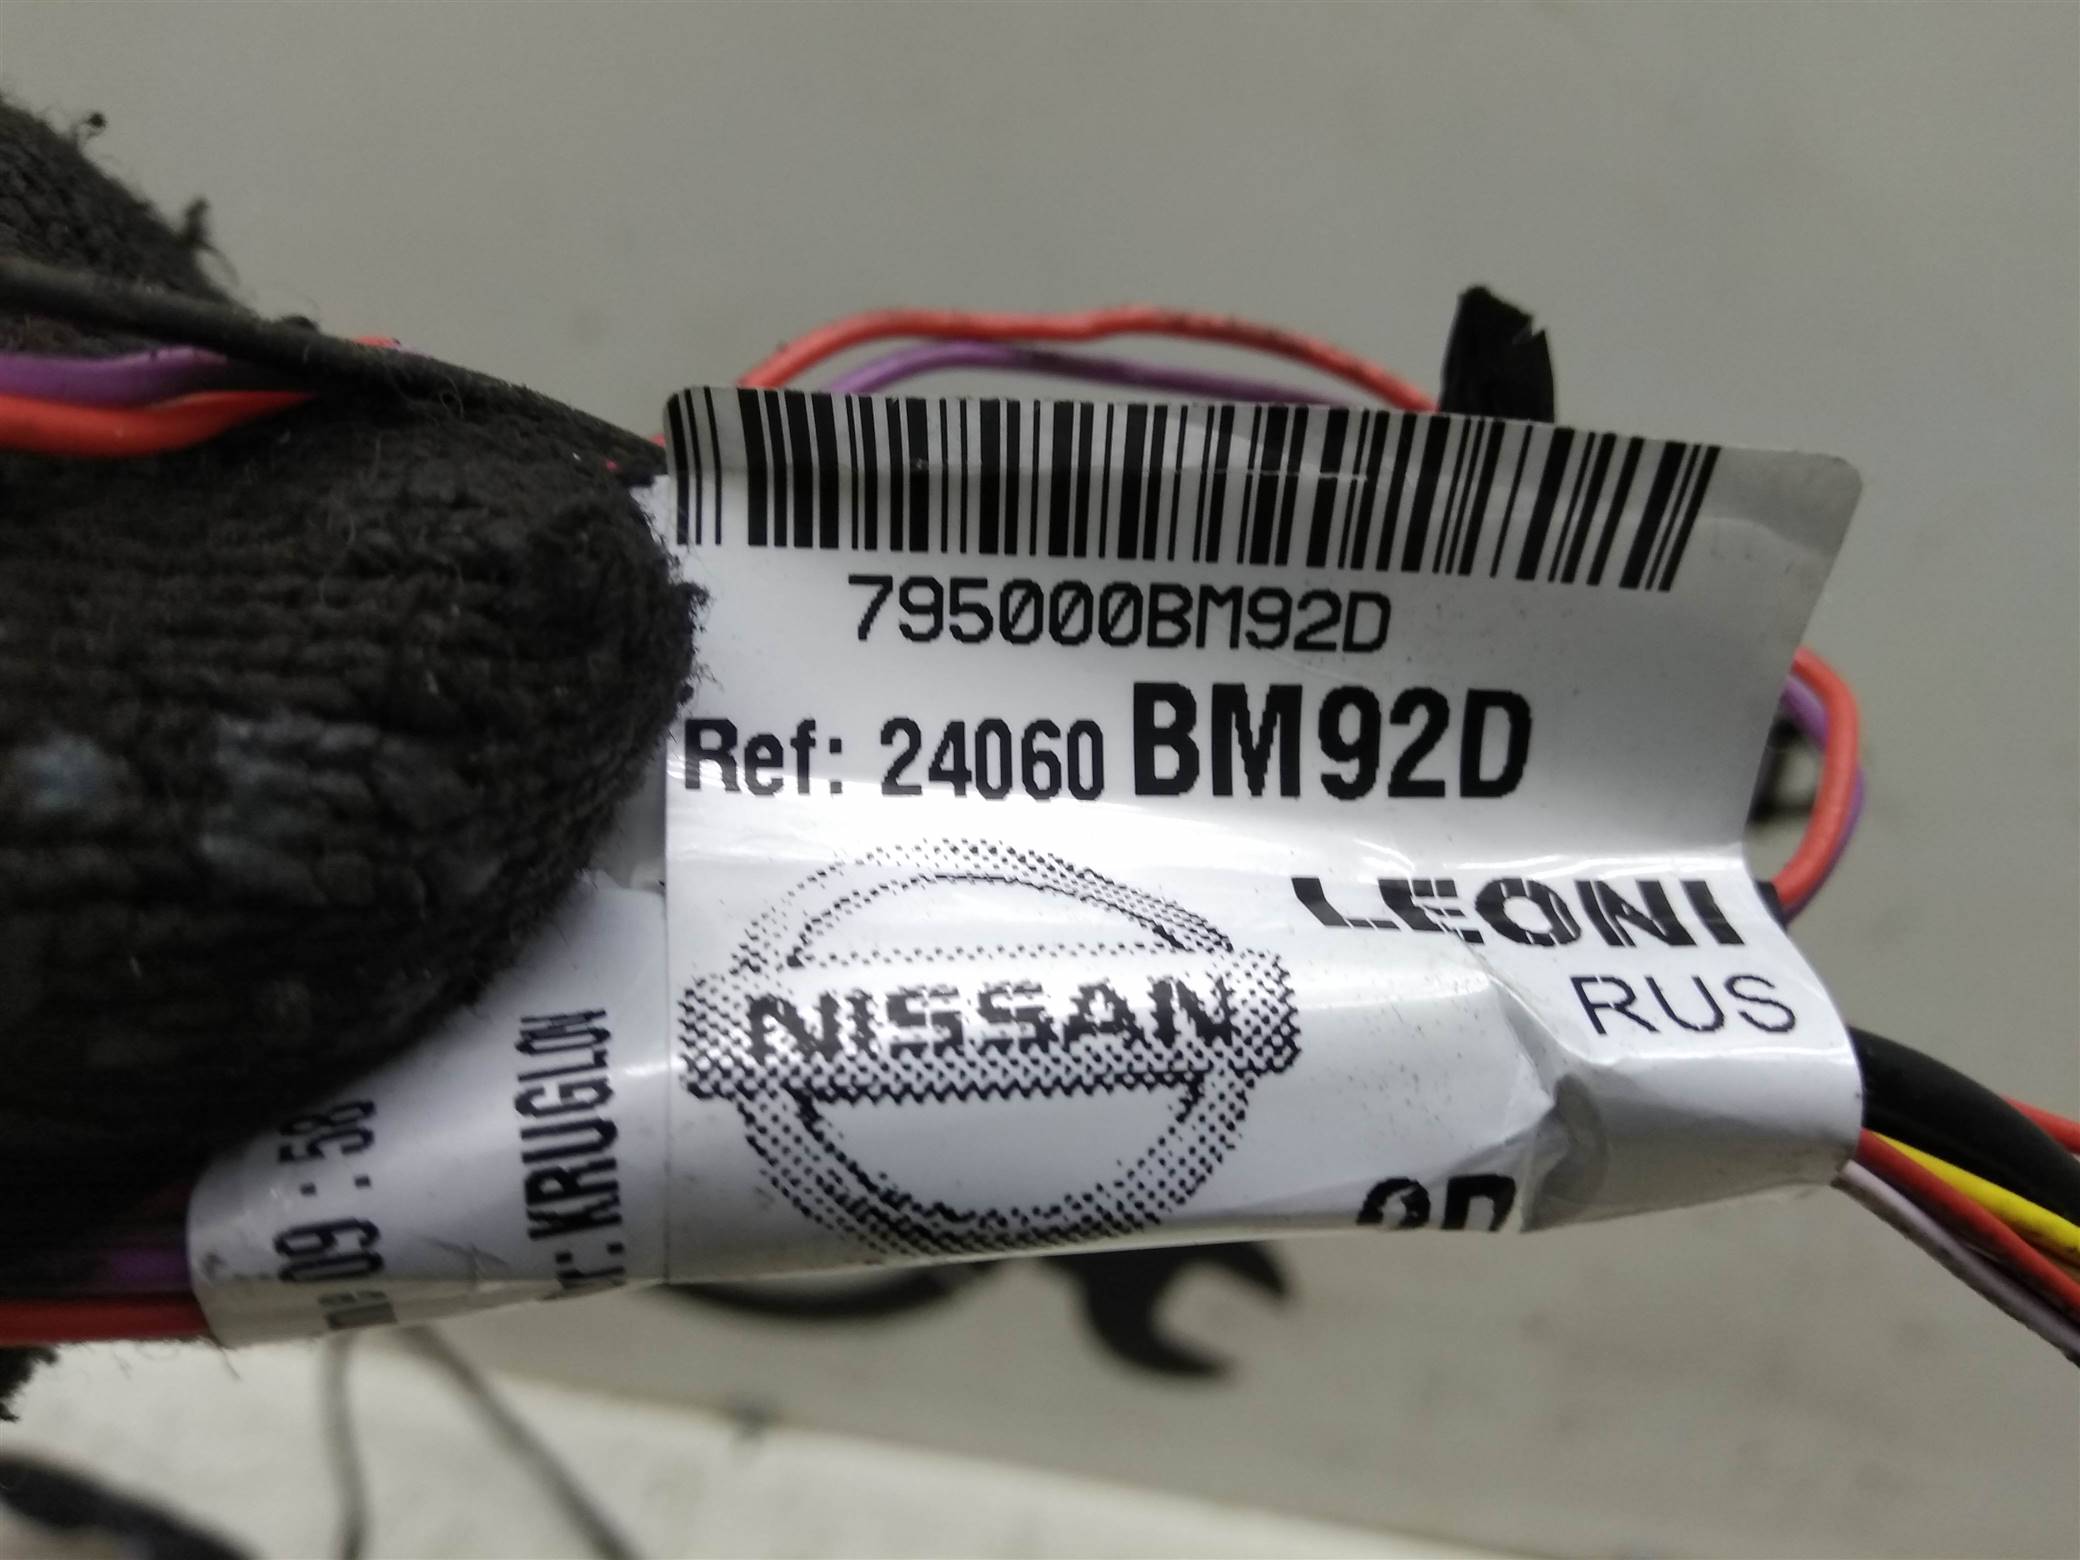 795000BM92D
Ref: 24060 BM92D
LEONI
RUS
NISSAN
09:58
KRUGLOV